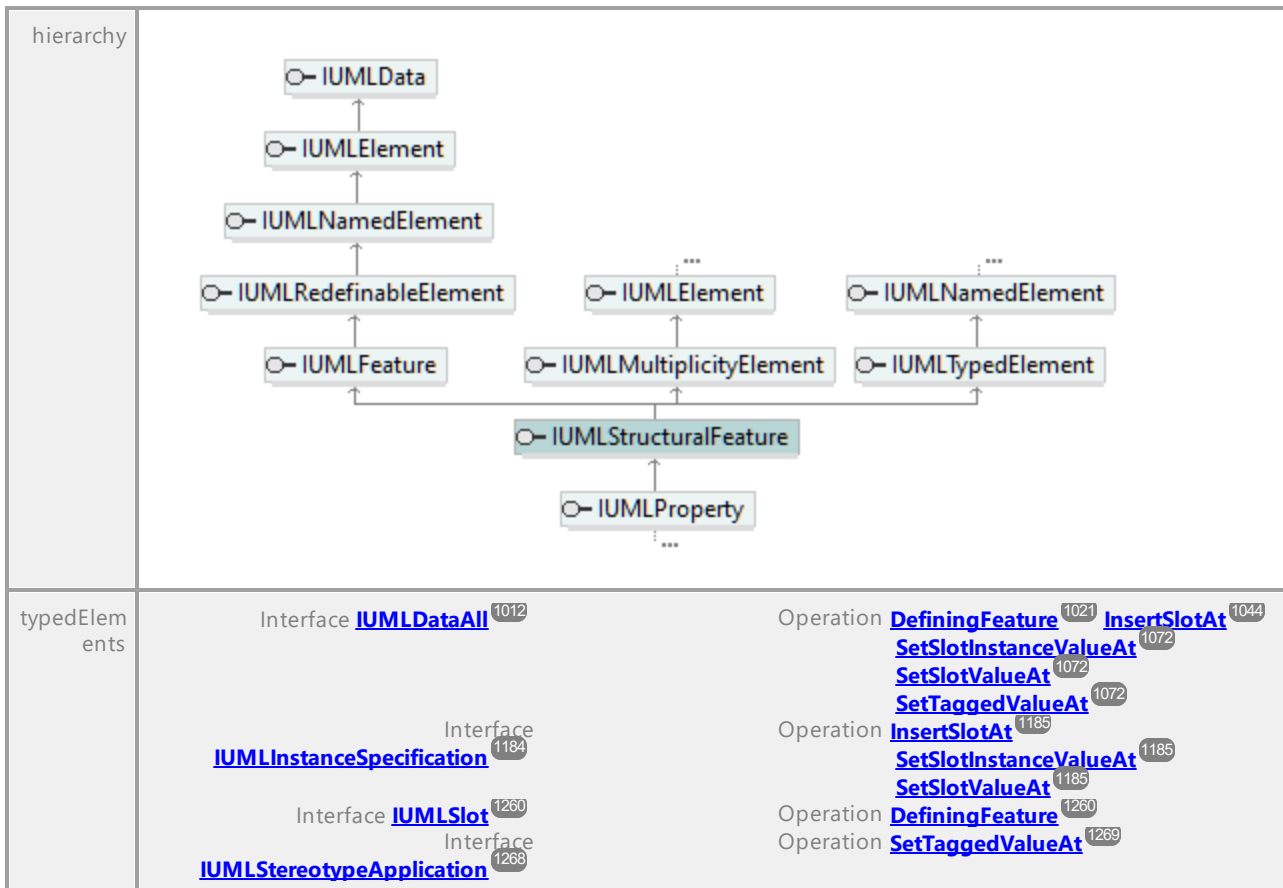 hierarchy
IUMLData
IUMLElement
IUMLNamedElement
IUMLRedefinableElement
IUMLElement
IUMLNamedElement
...
...
IUMLFeature
IUMLMultiplicityElement
IUMLTypedElement
IUMLStructuralFeature
IUMLProperty
...
typedElem
ents
Interface IUMLDataAll 1012
Operation DefiningFeature 1021 InsertSlotAt 1044
SetSlotInstanceValueAt 1072
SetSlotValueAt 1072
SetTaggedValueAt 1072
Interface
IUMLInstanceSpecification 1184
Operation InsertSlotAt 1185
SetSlotInstanceValueAt 1185
SetSlotValueAt 1185
Interface IUMLSlot 1260
Operation DefiningFeature 1260
Interface
IUMLStereotypeApplication 1268
Operation SetTaggedValueAt 1269